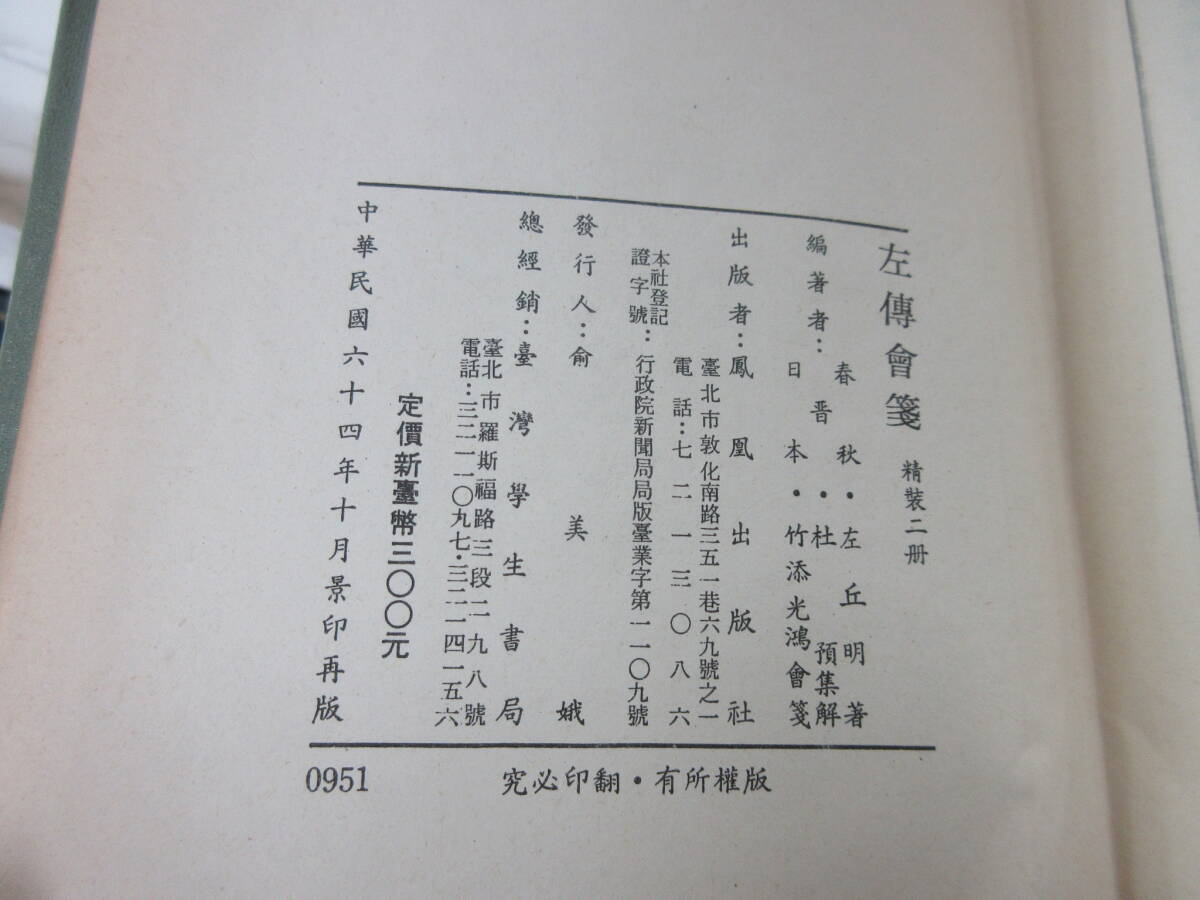 左傳會箋 精裝二册
編著者：春秋・左丘明著
晋・杜預集解
日本・竹添光鴻會箋
出版者：鳳凰出版社
臺北市敦化南路三五一巷六九號之一
電話：七二一三〇八六
本社登記
證字號：行政院新聞局局版臺業字第一一〇九號
發行人：俞美娥
總經銷：臺灣學生書局
臺北市羅斯福路三段二九八號
電話：三二一一〇九七・三二一四一五六
定價新臺幣三〇〇元
中華民國六十四年十月景印再版
究必印翻・有所權版
0951